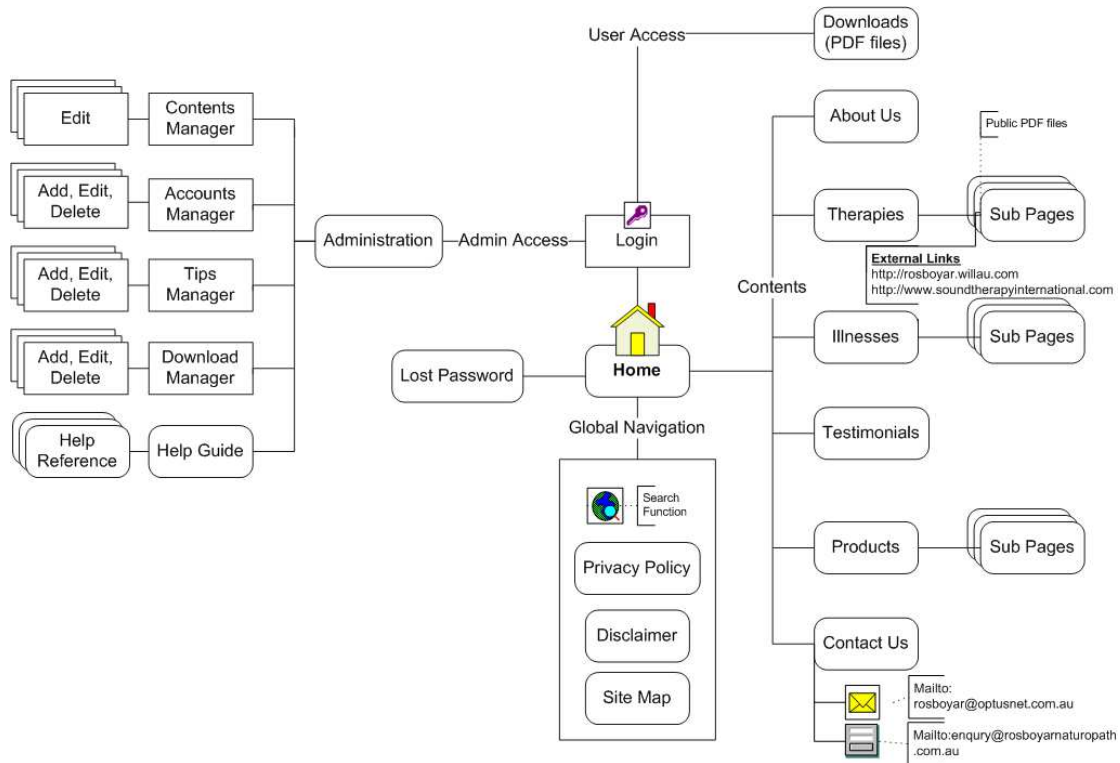 User Access
Downloads
(PDF files)
Edit
Contents
Manager
Add, Edit,
Delete
Accounts
Manager
Add, Edit,
Delete
Tips
Manager
Add, Edit,
Delete
Download
Manager
Help
Reference
Help Guide
Administration
Admin Access
Login
Lost Password
Home
Global Navigation
Search
Function
Privacy Policy
Disclaimer
Site Map
Contents
About Us
Public PDF files
Therapies
Sub Pages
External Links
http://rosboyar.willau.com
http://www.soundtherapyinternational.com
Illnesses
Sub Pages
Testimonials
Products
Sub Pages
Contact Us
Mailto:
rosboyar@optusnet.com.au
Mailto:enqury@rosboyarnaturopath
.com.au